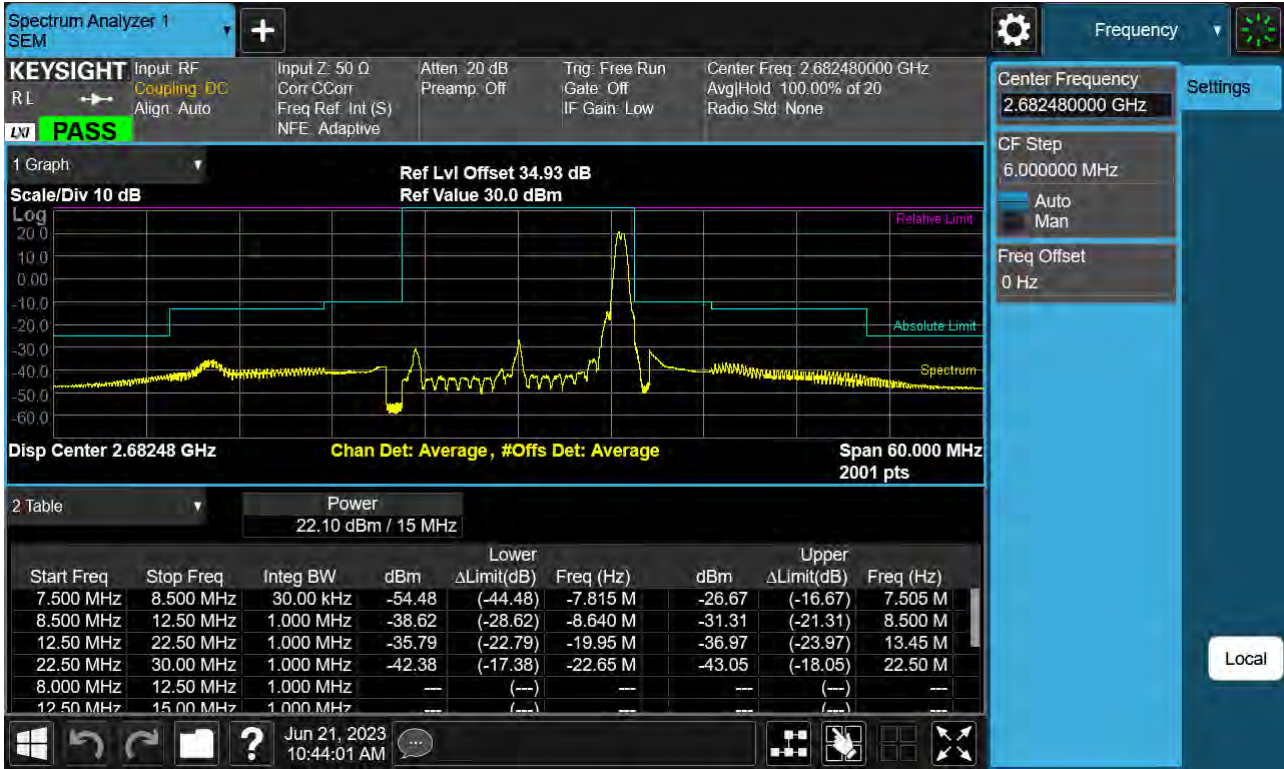 Spectrum Analyzer 1
SEM
Frequency
KEYSIGHT
R L
LXI
PASS
Input: RF
Coupling: DC
Align: Auto
Input Z: 50 Ω
Corr CCorr
Freq Ref: Int (S)
NFE: Adaptive
Atten: 20 dB
Preamp: Off
Trig: Free Run
Gate: Off
IF Gain: Low
Center Freq: 2.682480000 GHz
Avg|Hold: 100.00% of 20
Radio Std: None
Center Frequency
2.682480000 GHz
Settings
CF Step
6.000000 MHz
Auto
Man
Freq Offset
0 Hz
1 Graph
Scale/Div 10 dB
Ref Lvl Offset 34.93 dB
Ref Value 30.0 dBm
Log
20.0
10.0
0.00
-10.0
-20.0
-30.0
-40.0
-50.0
-60.0
Relative Limit
Absolute Limit
Spectrum
Disp Center 2.68248 GHz
Chan Det: Average , #Offs Det: Average
Span 60.000 MHz
2001 pts
2 Table
Power
22.10 dBm / 15 MHz
Lower Upper
Start Freq Stop Freq Integ BW dBm ΔLimit(dB) Freq (Hz) dBm ΔLimit(dB) Freq (Hz)
7.500 MHz 8.500 MHz 30.00 kHz -54.48 (-44.48) -7.815 M -26.67 (-16.67) 7.505 M
8.500 MHz 12.50 MHz 1.000 MHz -38.62 (-28.62) -8.640 M -31.31 (-21.31) 8.500 M
12.50 MHz 22.50 MHz 1.000 MHz -35.79 (-22.79) -19.95 M -36.97 (-23.97) 13.45 M
22.50 MHz 30.00 MHz 1.000 MHz -42.38 (-17.38) -22.65 M -43.05 (-18.05) 22.50 M
8.000 MHz 12.50 MHz 1.000 MHz --- (---) --- --- (---) ---
12.50 MHz 15.00 MHz 1.000 MHz --- (---) --- --- (---) ---
Local
?
Jun 21, 2023
10:44:01 AM